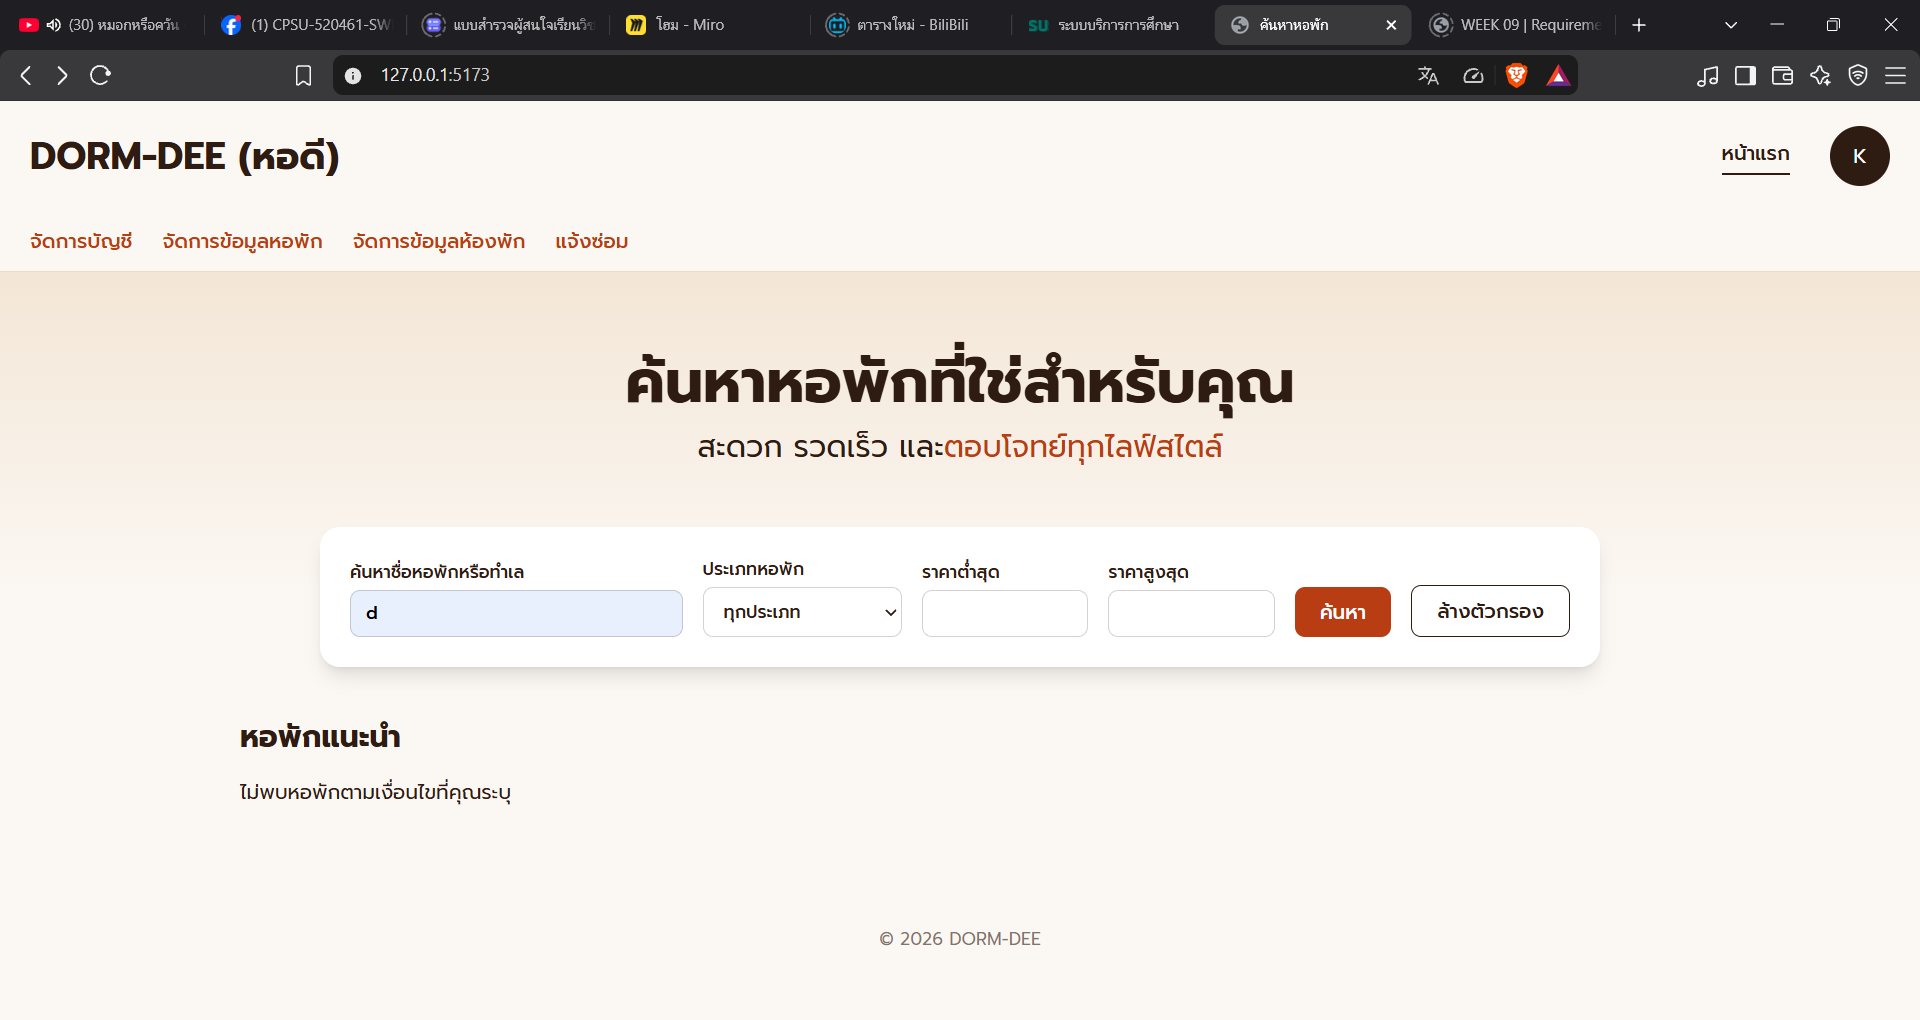 (30) หมอกหรือควัน
(1) CPSU-520461-SW
แบบสำรวจผู้สนใจเรียนวิช
โฮม - Miro
ตารางใหม่ - BiliBili
SU ระบบบริการการศึกษา
ค้นหาหอพัก
WEEK 09 | Requireme
127.0.0.1:5173
DORM-DEE (หอดี)
หน้าแรก
K
จัดการบัญชี
จัดการข้อมูลหอพัก
จัดการข้อมูลห้องพัก
แจ้งซ่อม
ค้นหาหอพักที่ใช่สำหรับคุณ
สะดวก รวดเร็ว และตอบโจทย์ทุกไลฟ์สไตล์
ค้นหาชื่อหอพักหรือทำเล
d
ประเภทหอพัก
ทุกประเภท
ราคาต่ำสุด
ราคาสูงสุด
ค้นหา
ล้างตัวกรอง
หอพักแนะนำ
ไม่พบหอพักตามเงื่อนไขที่คุณระบุ
© 2026 DORM-DEE